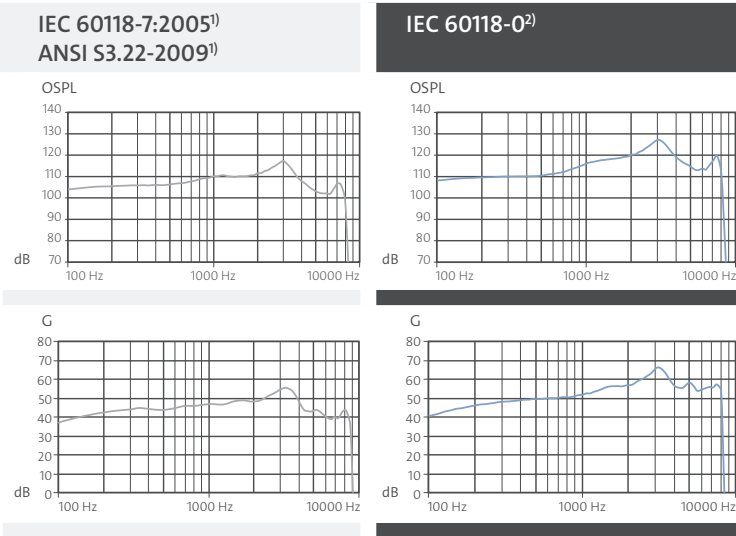 IEC 60118-7:2005¹⁾
ANSI S3.22-2009¹⁾
IEC 60118-0²⁾
OSPL
140
130
120
110
100
90
80
70
dB
100 Hz
1000 Hz
10000 Hz
OSPL
140
130
120
110
100
90
80
70
dB
100 Hz
1000 Hz
10000 Hz
G
80
70
60
50
40
30
20
10
0
dB
100 Hz
1000 Hz
10000 Hz
G
80
70
60
50
40
30
20
10
0
dB
100 Hz
1000 Hz
10000 Hz